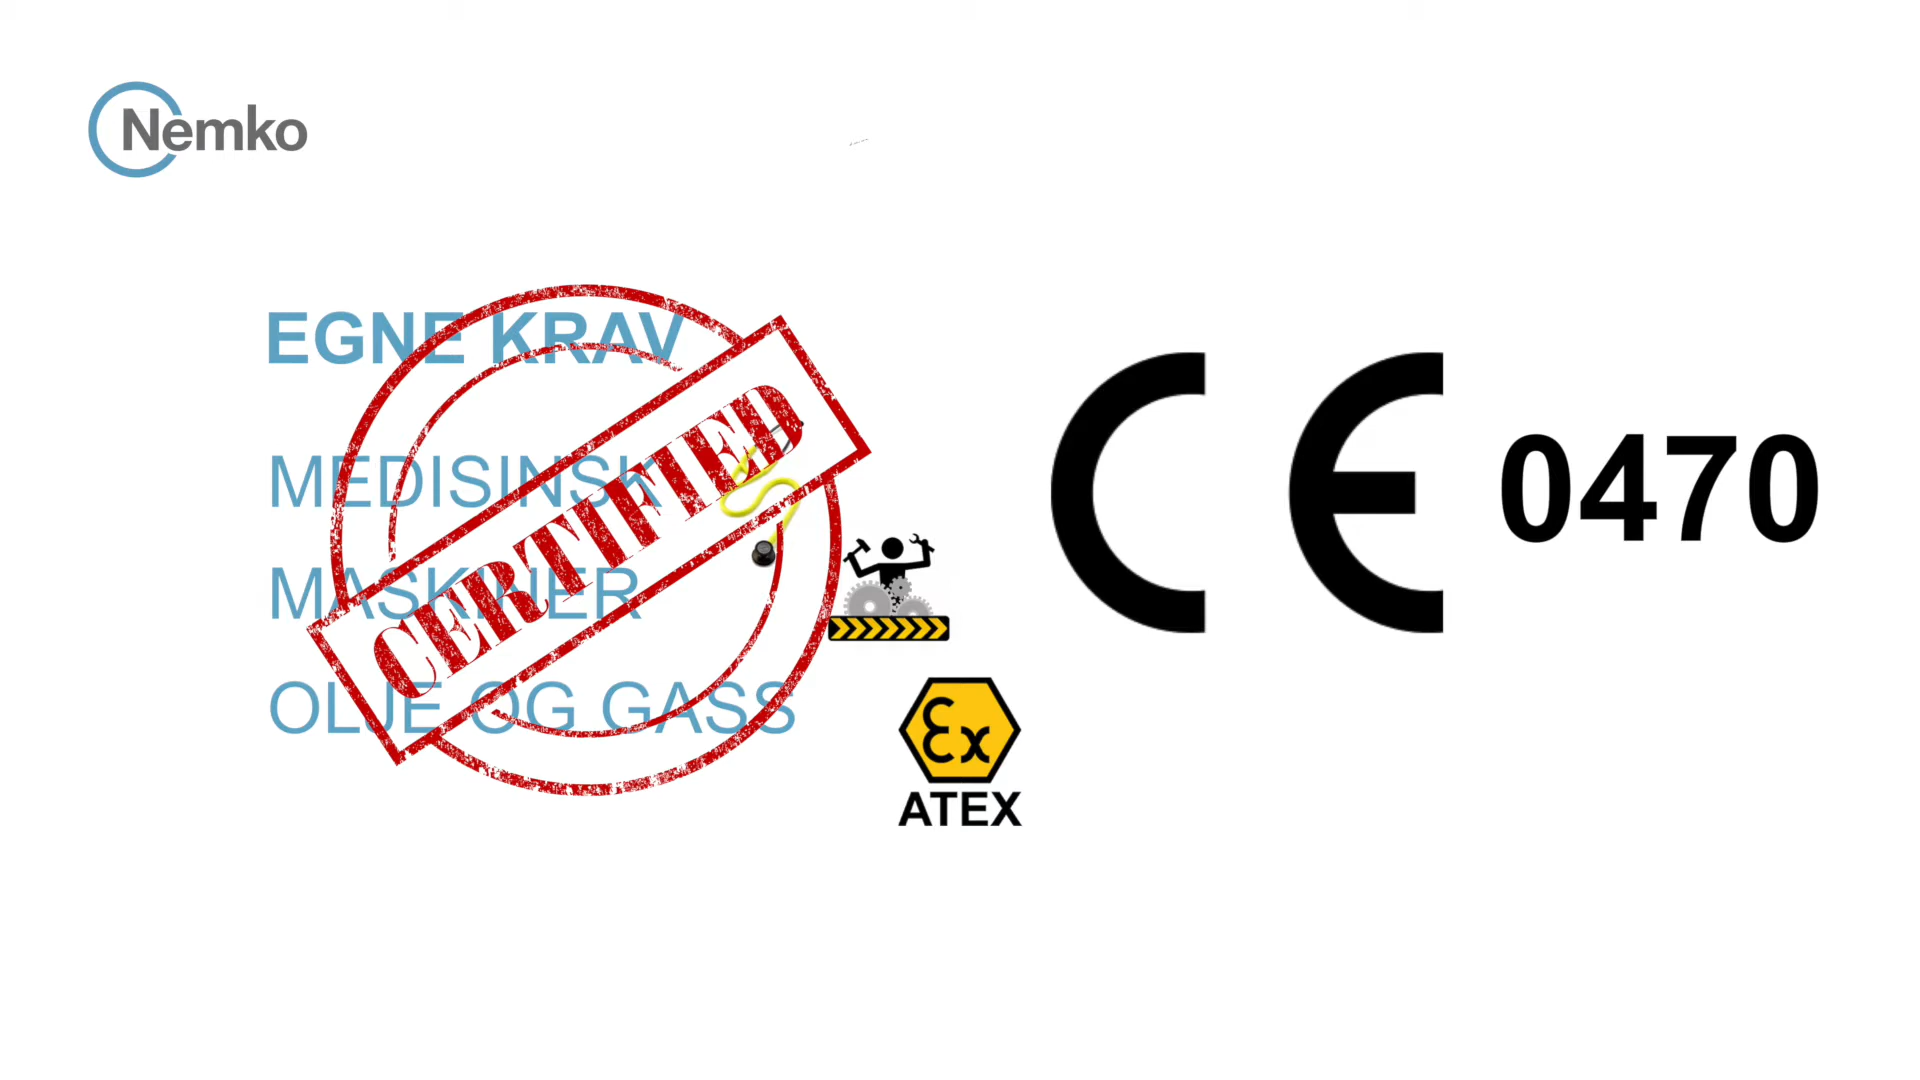 Nemko
EGNE KRAV
MEDISINSK
MASKINER
OLJE OG GASS
CERTIFIED
Ex
ATEX
CE 0470